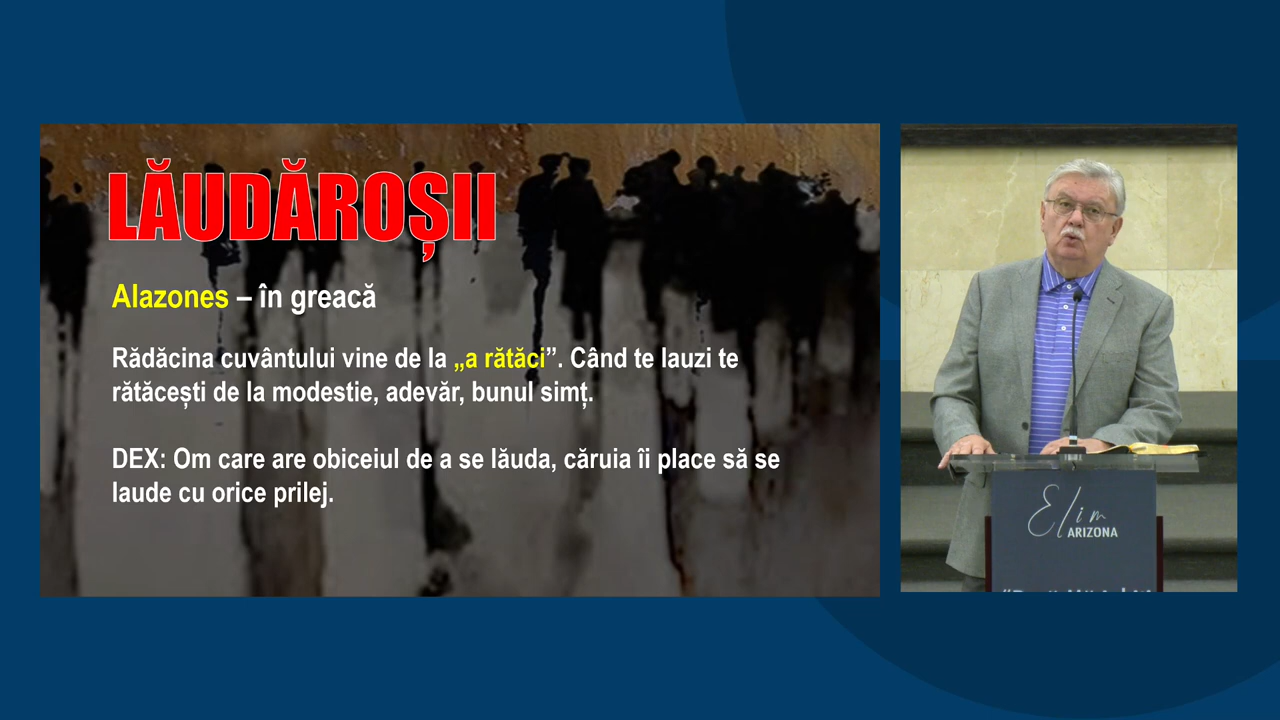 LĂUDĂROȘII
Alazones – în greacă
Rădăcina cuvântului vine de la „a rătăci”. Când te lauzi te
rătăcești de la modestie, adevăr, bunul simț.
DEX: Om care are obiceiul de a se lăuda, căruia îi place să se
laude cu orice prilej.
Elim
ARIZONA